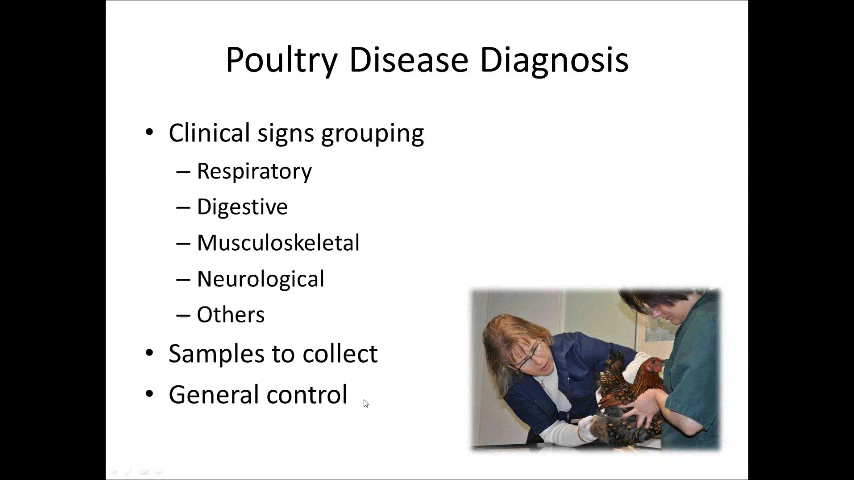 Poultry Disease Diagnosis
• Clinical signs grouping
– Respiratory
– Digestive
– Musculoskeletal
– Neurological
– Others
• Samples to collect
• General control